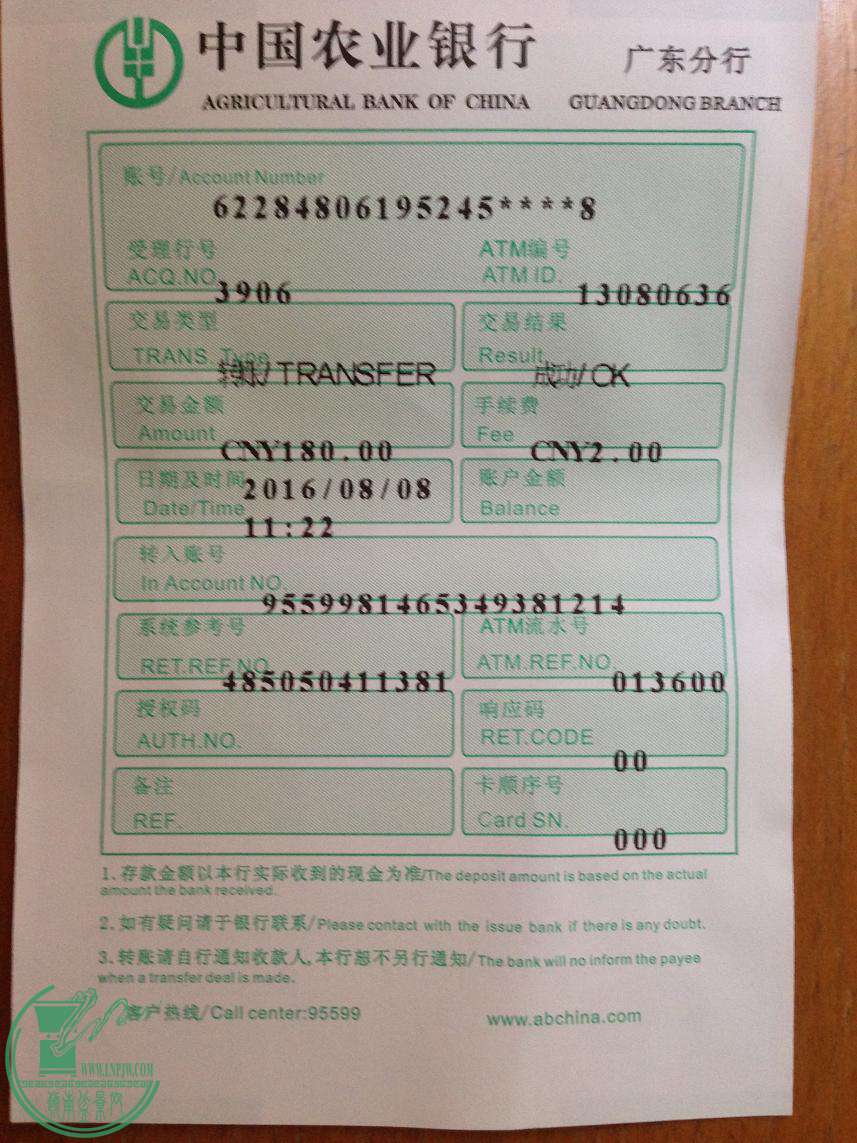 中国农业银行 广东分行
AGRICULTURAL BANK OF CHINA GUANGDONG BRANCH
账号/Account Number
62284806195245****8
受理行号 ATM编号
ACQ.NO. ATM ID.
3906 13080636
交易类型 交易结果
TRANS. Type Result
转账/TRANSFER 成功/OK
交易金额 手续费
Amount Fee
CNY180.00 CNY2.00
日期及时间 账户金额
2016/08/08
Date/Time Balance
11:22
转入账号
In Account NO.
9559981465349381214
系统参考号 ATM流水号
RET.REF.NO. ATM.REF.NO.
485050411381 013600
授权码 响应码
AUTH.NO. RET.CODE
00
备注 卡顺序号
REF. Card SN.
000
1、存款金额以本行实际收到的现金为准/The deposit amount is based on the actual
amount the bank received.
2、如有疑问请于银行联系/Please contact with the issue bank if there is any doubt.
3、转账请自行通知收款人,本行恕不另行通知/The bank will no inform the payee
when a transfer deal is made.
客户热线/Call center:95599 www.abchina.com
WWW.LNPJW.COM
岭南盆景网